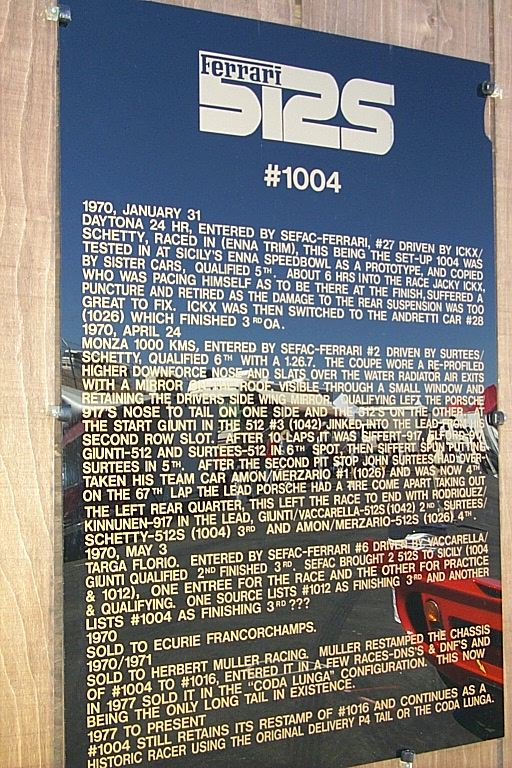 Ferrari
512S
#1004
1970, JANUARY 31
DAYTONA 24 HR, ENTERED BY SEFAC-FERRARI, #27 DRIVEN BY ICKX/
SCHETTY, RACED IN (ENNA TRIM), THIS BEING THE SET-UP 1004 WAS
TESTED IN AT SICILY'S ENNA SPEEDBOWL AS A PROTOTYPE, AND COPIED
BY SISTER CARS, QUALIFIED 5TH. ABOUT 6 HRS INTO THE RACE JACKY ICKX,
WHO WAS PACING HIMSELF AS TO BE THERE AT THE FINISH, SUFFERED A
PUNCTURE AND RETIRED AS THE DAMAGE TO THE REAR SUSPENSION WAS TOO
GREAT TO FIX. ICKX WAS THEN SWITCHED TO THE ANDRETTI CAR #28
(1026) WHICH FINISHED 3RD OA.
1970, APRIL 24
MONZA 1000 KMS, ENTERED BY SEFAC-FERRARI #2 DRIVEN BY SURTEES/
SCHETTY, QUALIFIED 6TH WITH A 1.26.7. THE COUPE WORE A RE-PROFILED
HIGHER DOWNFORCE NOSE AND SLATS OVER THE WATER RADIATOR AIR EXITS
WITH A MIRROR ON THE ROOF, VISIBLE THROUGH A SMALL WINDOW AND
RETAINING THE DRIVERS SIDE WING MIRROR. QUALIFYING LEFT THE PORSCHE
917'S NOSE TO TAIL ON ONE SIDE AND THE 512'S ON THE OTHER. AT
THE START GIUNTI IN THE 512 #3 (1042) JINKED INTO THE LEAD FROM HIS
SECOND ROW SLOT. AFTER 10 LAPS IT WAS SIFFERT-917, ELFORD-917,
GIUNTI-512 AND SURTEES-512 IN 6TH SPOT, THEN SIFFERT SPUN PUTTING
SURTEES IN 5TH. AFTER THE SECOND PIT STOP JOHN SURTEES HAD OVER-
TAKEN HIS TEAM CAR AMON/MERZARIO #1 (1026) AND WAS NOW 4TH.
ON THE 67TH LAP THE LEAD PORSCHE HAD A TIRE COME APART TAKING OUT
THE LEFT REAR QUARTER, THIS LEFT THE RACE TO END WITH RODRIQUEZ/
KINNUNEN-917 IN THE LEAD, GIUNTI/VACCARELLA-512S (1042) 2ND, SURTEES/
SCHETTY-512S (1004) 3RD AND AMON/MERZARIO-512S (1026) 4TH.
1970, MAY 3
TARGA FLORIO. ENTERED BY SEFAC-FERRARI #6 DRIVEN BY VACCARELLA/
GIUNTI QUALIFIED 2ND FINISHED 3RD. SEFAC BROUGHT 2 512S TO SICILY (1004
& 1012), ONE ENTREE FOR THE RACE AND THE OTHER FOR PRACTICE
& QUALIFYING. ONE SOURCE LISTS #1012 AS FINISHING 3RD AND ANOTHER
LISTS #1004 AS FINISHING 3RD ???
1970
SOLD TO ECURIE FRANCORCHAMPS.
1970/1971
SOLD TO HERBERT MULLER RACING. MULLER RESTAMPED THE CHASSIS
OF #1004 TO #1016, ENTERED IT IN A FEW RACES-DNS'S & DNF'S AND
IN 1977 SOLD IT IN THE "CODA LUNGA" CONFIGURATION. THIS NOW
BEING THE ONLY LONG TAIL IN EXISTENCE.
1977 TO PRESENT
#1004 STILL RETAINS ITS RESTAMP OF #1016 AND CONTINUES AS A
HISTORIC RACER USING THE ORIGINAL DELIVERY P4 TAIL OR THE CODA LUNGA.